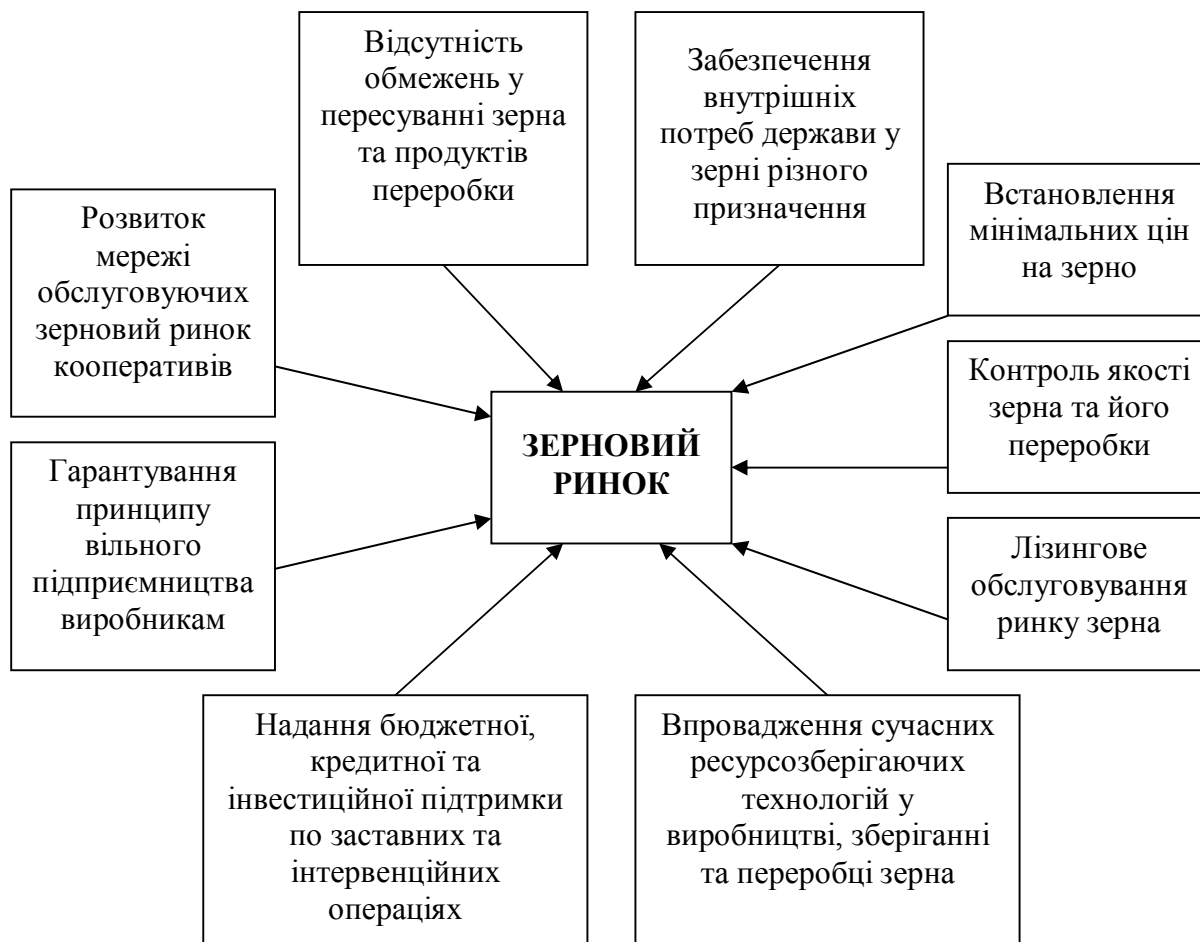 Відсутність
обмежень у
пересуванні зерна
та продуктів
переробки
Забезпечення
внутрішніх
потреб держави у
зерні різного
призначення
Встановлення
мінімальних цін
на зерно
Розвиток
мережі
обслуговуючих
зерновий ринок
кооперативів
Контроль якості
зерна та його
переробки
ЗЕРНОВИЙ
РИНОК
Гарантування
принципу
вільного
підприємництва
виробникам
Лізингове
обслуговування
ринку зерна
Надання бюджетної,
кредитної та
інвестиційної підтримки
по заставних та
інтервенційних
операціях
Впровадження сучасних
ресурсозберігаючих
технологій у
виробництві, зберіганні
та переробці зерна